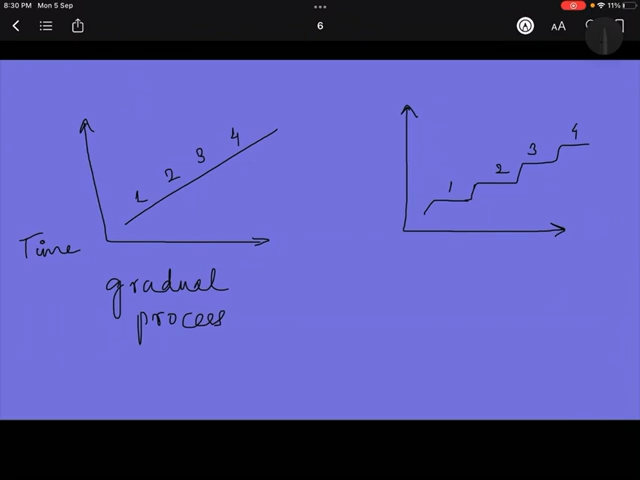 8:30 PM Mon 5 Sep
11%
6
AA
1 2 3 4
Time
gradual
process
1 2 3 4